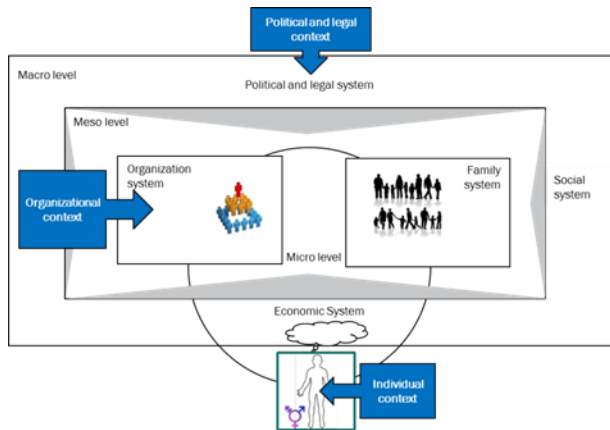 Political and legal
context
Macro level
Political and legal system
Meso level
Organization
system
Family
system
Social
system
Organizational
context
Micro level
Economic System
Individual
context